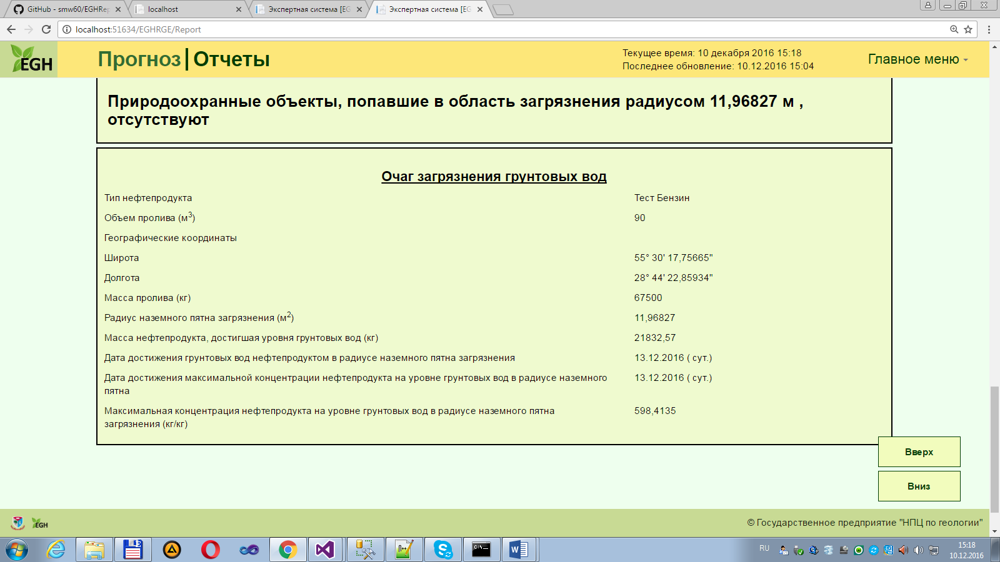 GitHub - smw60/EGHRep
localhost
Экспертная система [EG
Экспертная система [EG
localhost:51634/EGHRGE/Report
EGH
Прогноз | Отчеты
Текущее время: 10 декабря 2016 15:18
Последнее обновление: 10.12.2016 15:04
Главное меню
Природоохранные объекты, попавшие в область загрязнения радиусом 11,96827 м ,
отсутствуют
Очаг загрязнения грунтовых вод
Тип нефтепродукта Тест Бензин
Объем пролива (м3) 90
Географические координаты
Широта 55° 30' 17,75665"
Долгота 28° 44' 22,85934"
Масса пролива (кг) 67500
Радиус наземного пятна загрязнения (м2) 11,96827
Масса нефтепродукта, достигшая уровня грунтовых вод (кг) 21832,57
Дата достижения грунтовых вод нефтепродуктом в радиусе наземного пятна загрязнения 13.12.2016 ( сут.)
Дата достижения максимальной концентрации нефтепродукта на уровне грунтовых вод в радиусе наземного 13.12.2016 ( сут.)
пятна
Максимальная концентрация нефтепродукта на уровне грунтовых вод в радиусе наземного пятна 598,4135
загрязнения (кг/кг)
Вверх
Вниз
EGH
© Государственное предприятие "НПЦ по геологии"
RU
15:18
10.12.2016